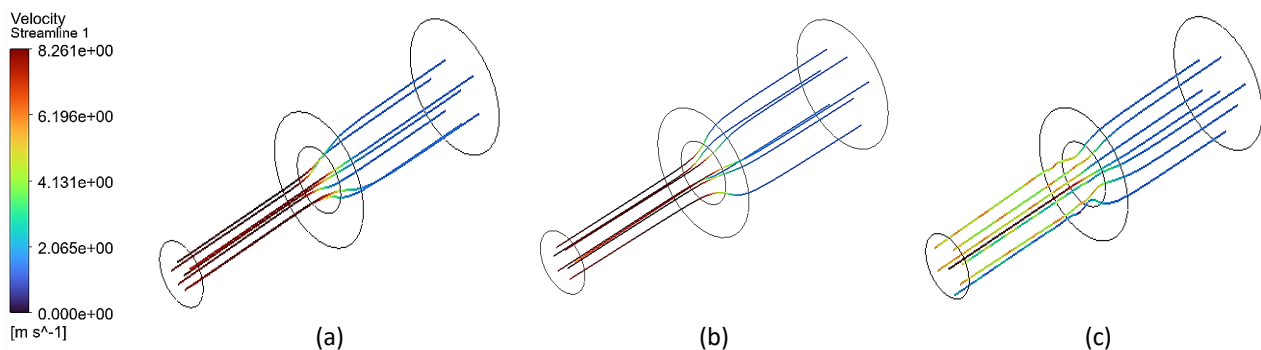 Velocity
Streamline 1
8.261e+00
6.196e+00
4.131e+00
2.065e+00
0.000e+00
[m s^-1]
(a)
(b)
(c)